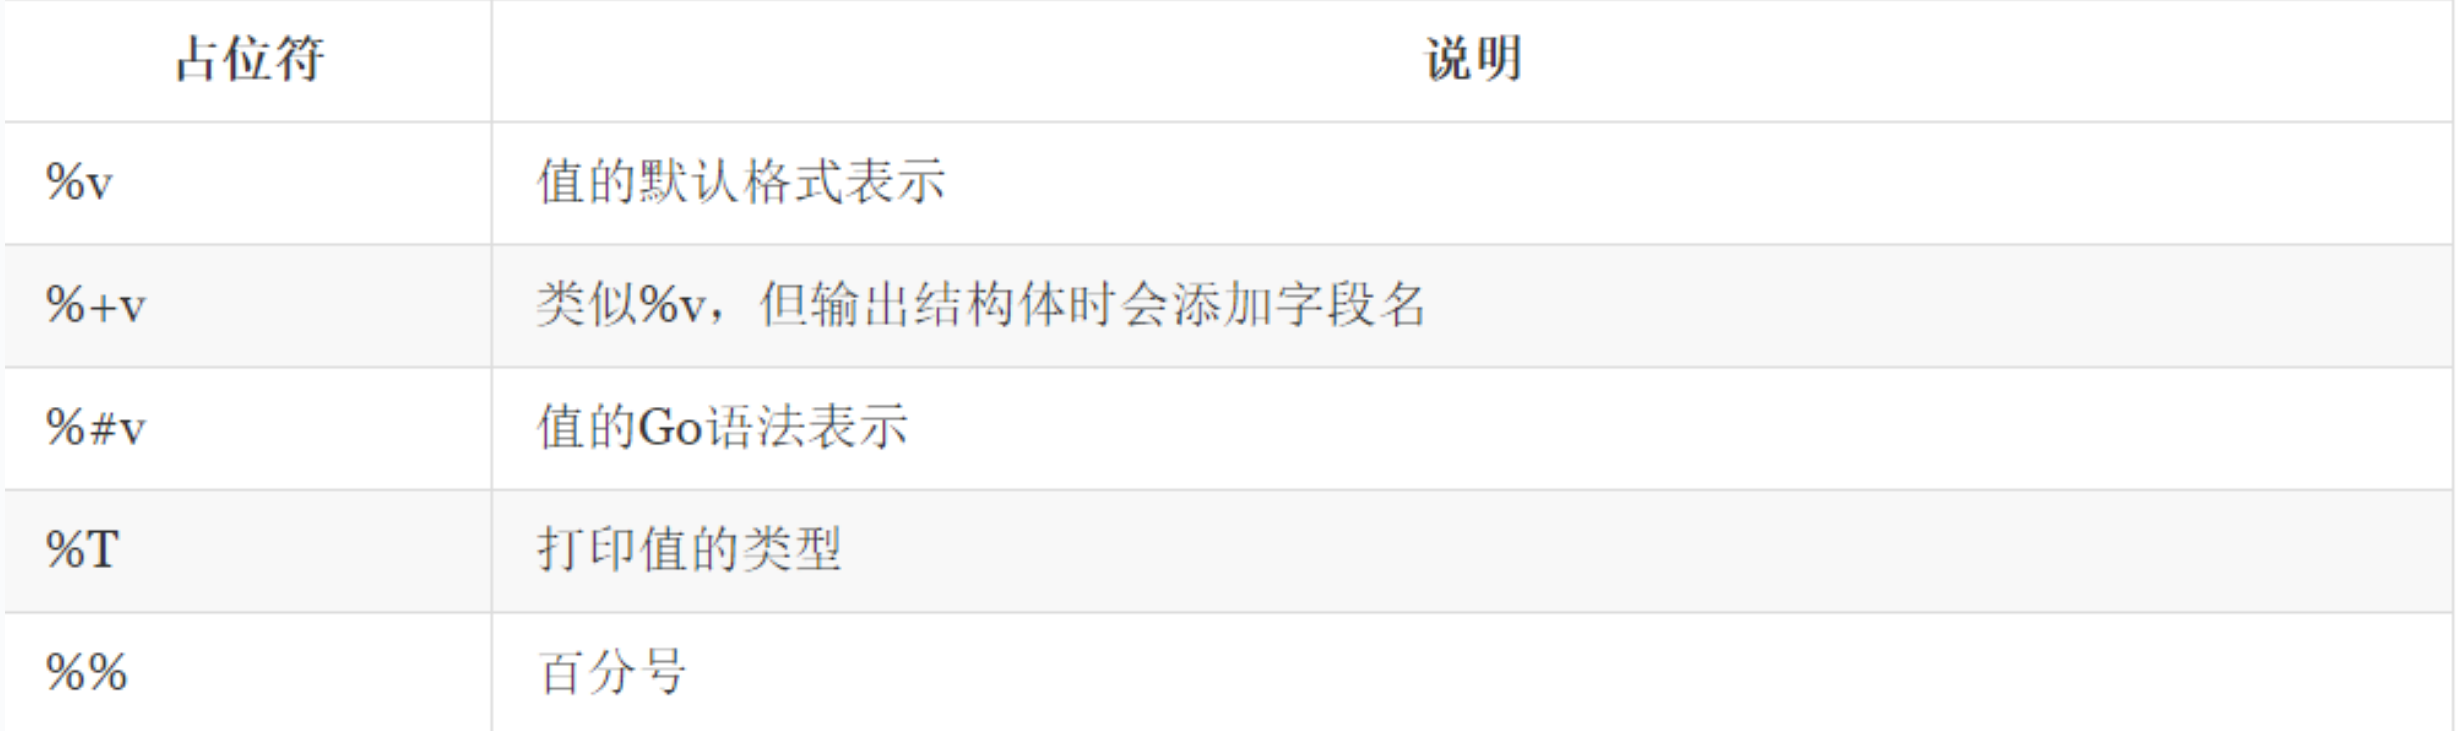 占位符 说明
%v 值的默认格式表示
%+v 类似%v，但输出结构体时会添加字段名
%#v 值的Go语法表示
%T 打印值的类型
%% 百分号